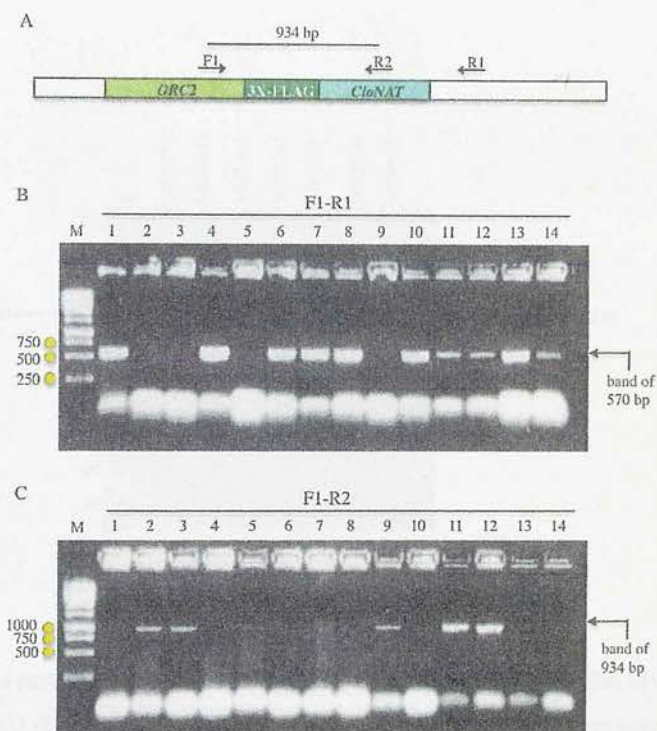 A
934 bp
F1 R2 R1
GRC2 3X-FLAG CloNAT
B
F1-R1
M 1 2 3 4 5 6 7 8 9 10 11 12 13 14
750
500
250
band of
570 bp
C
F1-R2
M 1 2 3 4 5 6 7 8 9 10 11 12 13 14
1000
750
500
band of
934 bp